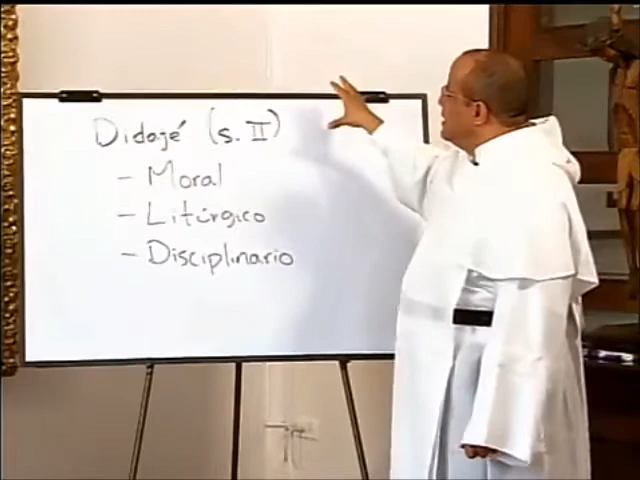 Didajé (s. II)
- Moral
- Litúrgico
- Disciplinario